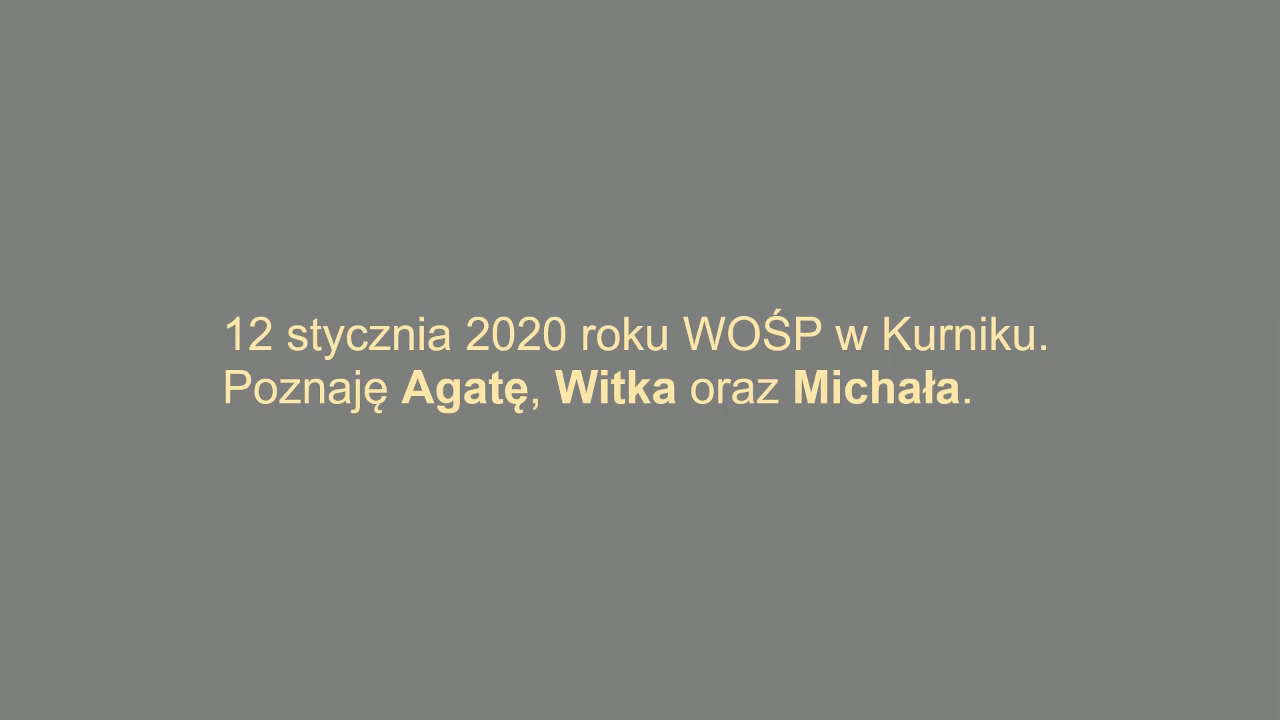 12 stycznia 2020 roku WOŚP w Kurniku.
Poznaję Agatę, Witka oraz Michała.